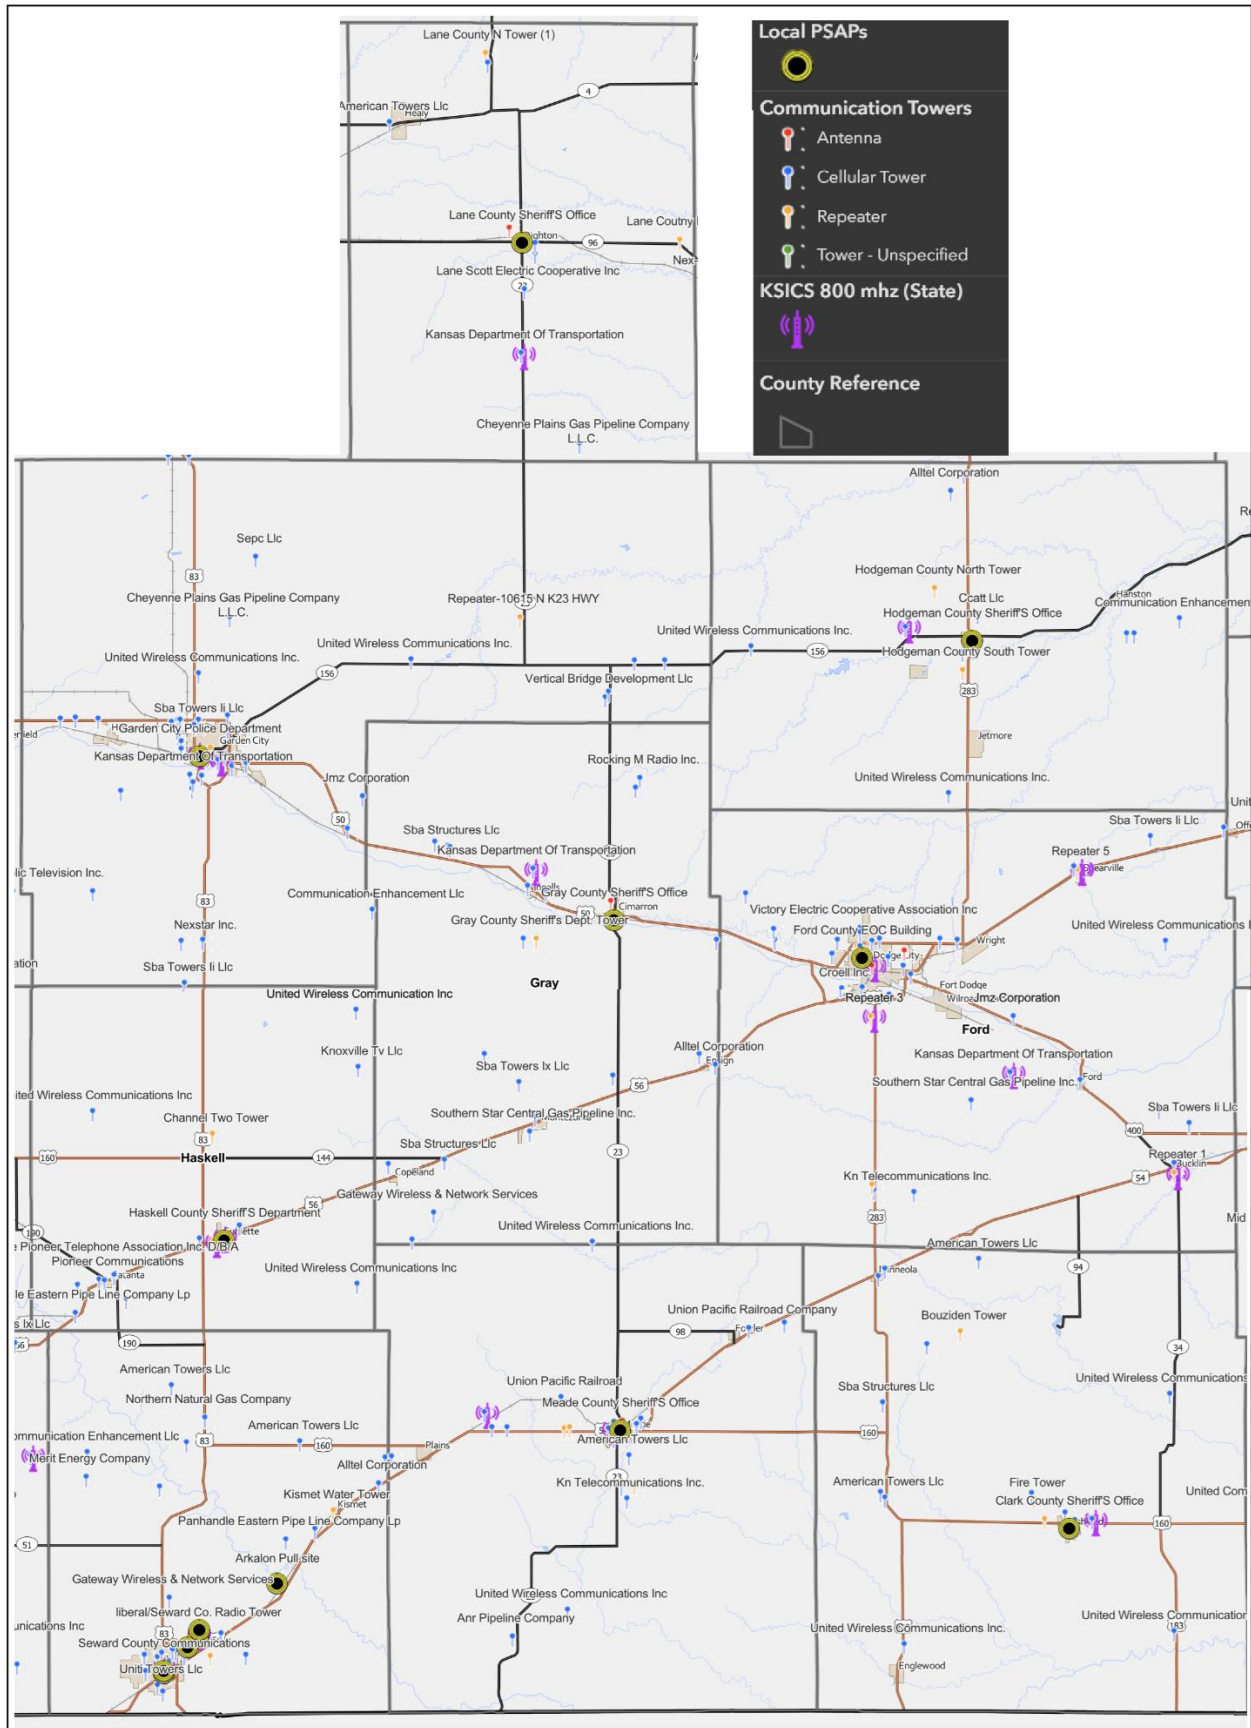 Lane County N Tower (1)
4
American Towers Llc
Healy
Lane County Sheriff'S Office
Lane Coutny
96
Nex
Lane Scott Electric Cooperative Inc
Kansas Department Of Transportation
Cheyenne Plains Gas Pipeline Company
L.L.C.
Local PSAPs
Communication Towers
Antenna
Cellular Tower
Repeater
Tower - Unspecified
KSICS 800 mhz (State)
County Reference
Alltel Corporation
Sepc Llc
83
Hodgeman County North Tower
Cheyenne Plains Gas Pipeline Company
L.L.C.
Repeater-10615 N K23 HWY
Ccatt Llc
Hodgeman County Sheriff'S Office
Hanston
Communication Enhancement
United Wireless Communications Inc.
United Wireless Communications Inc.
156
Hodgeman County South Tower
United Wireless Communications Inc.
156
Vertical Bridge Development Llc
283
Sba Towers Ii Llc
Garden City Police Department
Garden City
Jetmore
Kansas Department Of Transportation
Rocking M Radio Inc.
Jmz Corporation
United Wireless Communications Inc.
50
Sba Structures Llc
Sba Towers Ii Llc
Kansas Department Of Transportation
Repeater 5
lic Television Inc.
Communication Enhancement Llc
Gray County Sheriff'S Office
83
50
Cimarron
Victory Electric Cooperative Association Inc
Nexstar Inc.
Gray County Sheriff's Dept. Tower
Ford County EOC Building
United Wireless Communications
Wright
Dodge City
Sba Towers Ii Llc
Croell Inc.
Gray
Fort Dodge
United Wireless Communication Inc
Repeater 3
Jmz Corporation
Ford
Knoxville Tv Llc
Alltel Corporation
Sba Towers Ix Llc
Kansas Department Of Transportation
Southern Star Central Gas Pipeline Inc.
Ford
56
ited Wireless Communications Inc
Channel Two Tower
Southern Star Central Gas Pipeline Inc.
Sba Towers Ii Llc
83
400
Sba Structures Llc
23
160
Haskell
144
Repeater 1
Copeland
Kn Telecommunications Inc.
54
56
Gateway Wireless & Network Services
Haskell County Sheriff'S Department
283
Mid
190
United Wireless Communications Inc.
Pioneer Telephone Association Inc. D/B/A
American Towers Llc
Pioneer Communications
United Wireless Communications Inc
94
le Eastern Pipe Line Company Lp
Union Pacific Railroad Company
Bouziden Tower
s Ix Llc
98
190
34
American Towers Llc
Union Pacific Railroad
United Wireless Communications
Northern Natural Gas Company
Meade County Sheriff'S Office
Sba Structures Llc
American Towers Llc
ommunication Enhancement Llc
83
160
Plains
American Towers Llc
160
Merit Energy Company
Alltel Corporation
23
Kn Telecommunications Inc.
American Towers Llc
Fire Tower
Kismet Water Tower
United Com
Kismet
Clark County Sheriff'S Office
Panhandle Eastern Pipe Line Company Lp
160
51
Arkalon Pull site
Gateway Wireless & Network Services
United Wireless Communications Inc
liberal/Seward Co. Radio Tower
Anr Pipeline Company
United Wireless Communication
unications Inc
83
183
United Wireless Communications Inc.
Seward County Communications
Uniti Towers Llc
Englewood